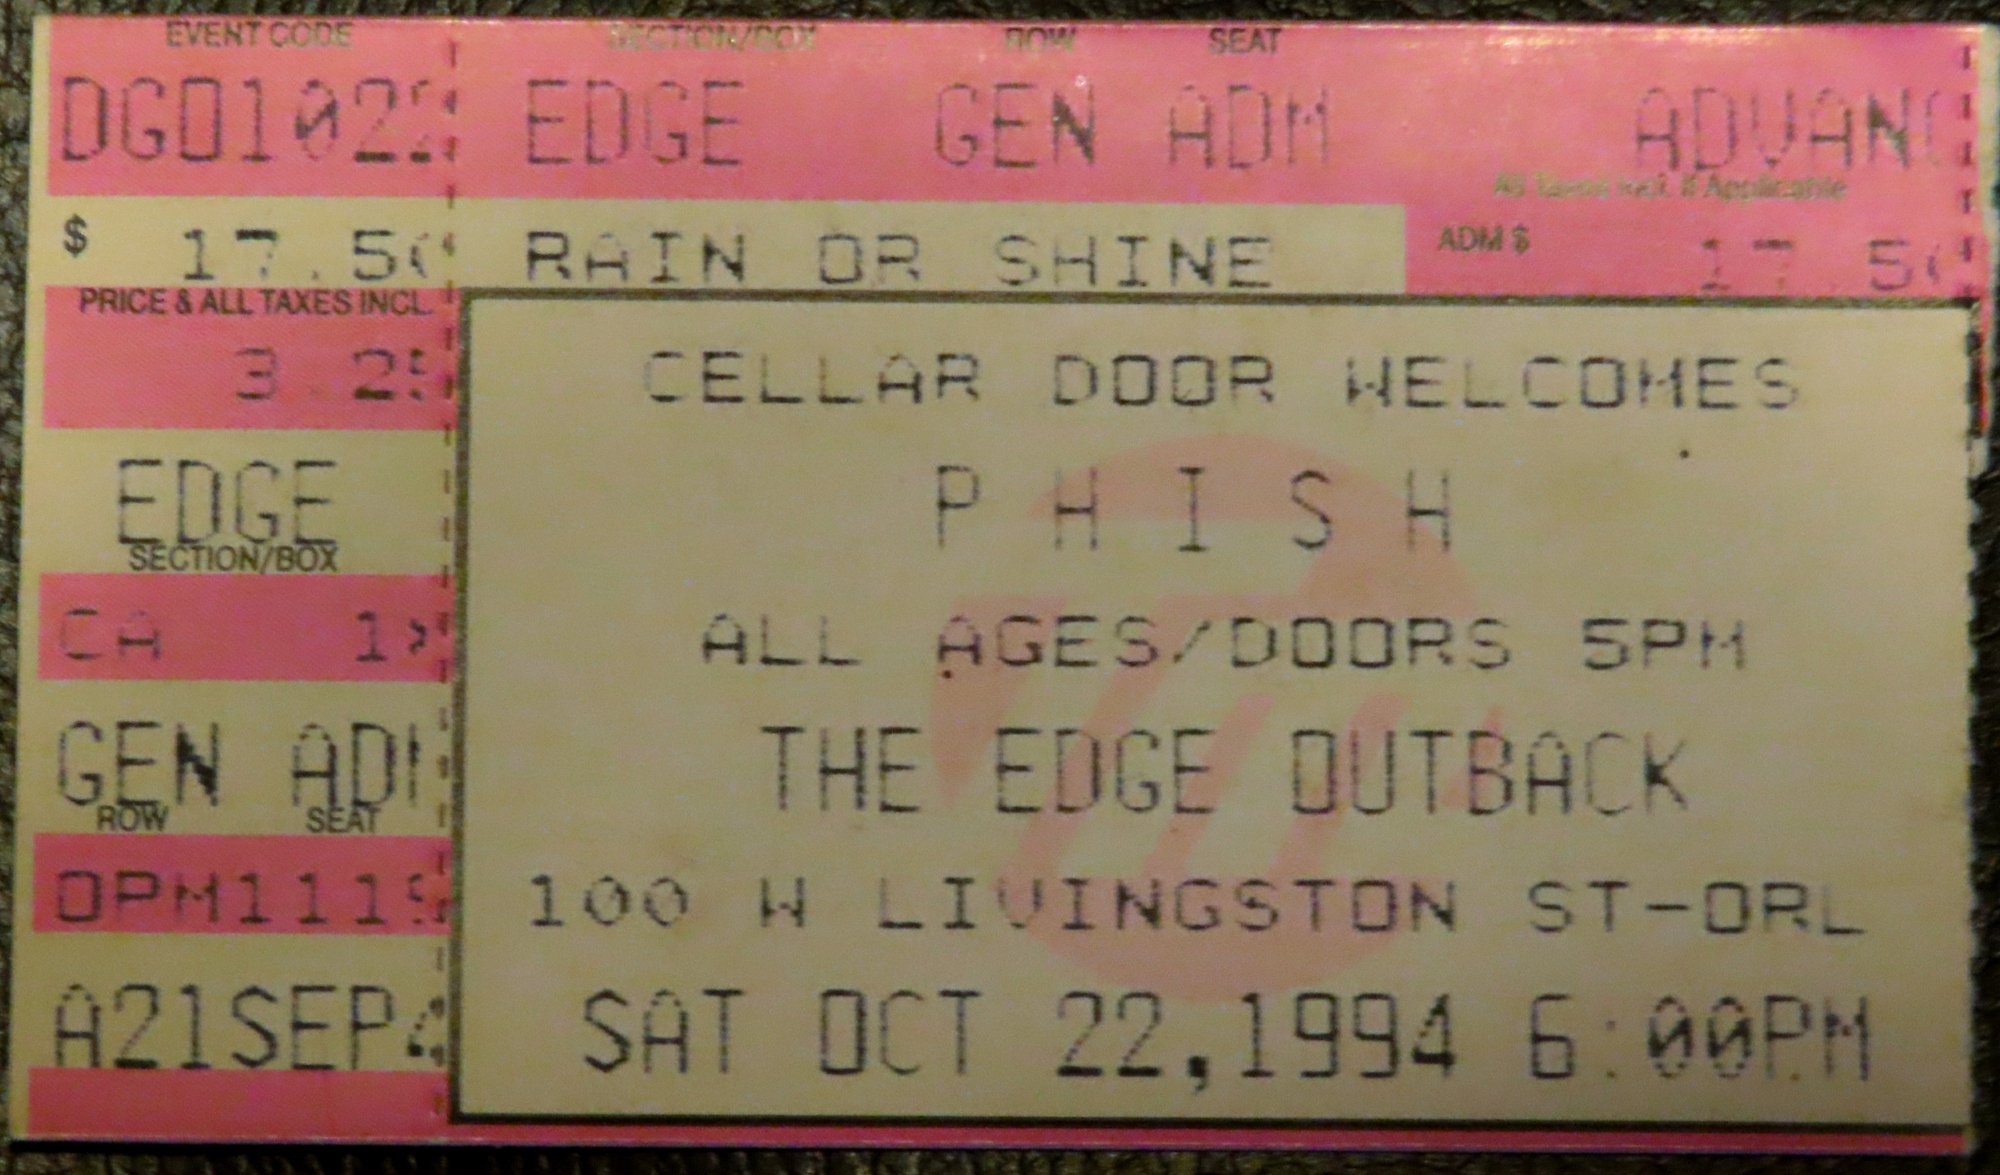 EVENT CODE SECTION/BOX ROW SEAT
DGO1022 EDGE GEN ADM ADVANC
All Taxes Incl. If Applicable
$ 17.50 RAIN OR SHINE ADM $ 17.50
PRICE & ALL TAXES INCL.
3.25
CELLAR DOOR WELCOMES
EDGE
SECTION/BOX
PHISH
CA 1X
ALL AGES/DOORS 5PM
GEN ADM
ROW SEAT
THE EDGE OUTBACK
OPM111
100 W LIVINGSTON ST-ORL
A21SEP4
SAT OCT 22,1994 6:00PM